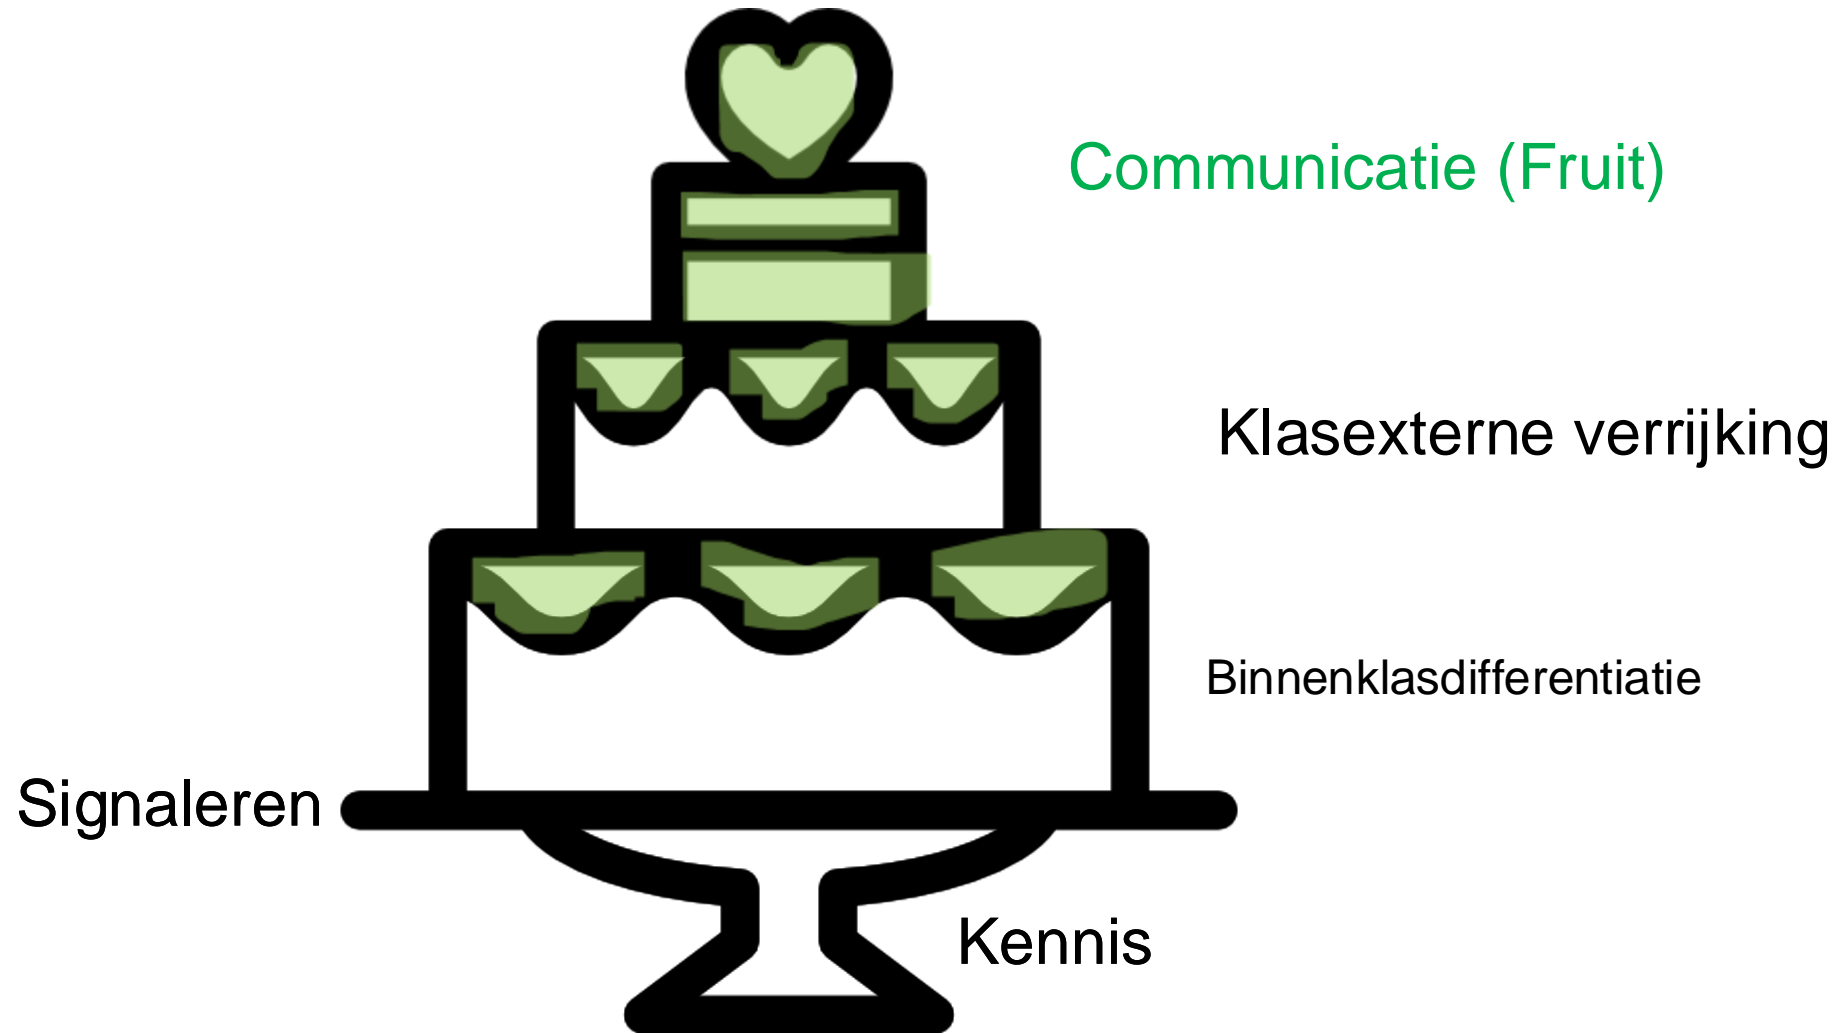 Communicatie (Fruit)
Klasexterne verrijking
Binnenklasdifferentiatie
Signaleren
Kennis